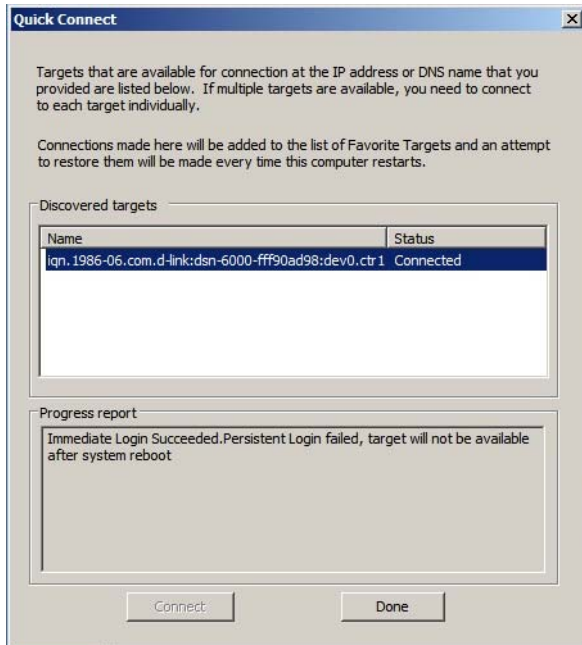 Quick Connect
Targets that are available for connection at the IP address or DNS name that you
provided are listed below. If multiple targets are available, you need to connect
to each target individually.
Connections made here will be added to the list of Favorite Targets and an attempt
to restore them will be made every time this computer restarts.
Discovered targets
Name Status
iqn.1986-06.com.d-link:dsn-6000-fff90ad98:dev0.ctr1 Connected
Progress report
Immediate Login Succeeded.Persistent Login failed, target will not be available
after system reboot
Connect Done